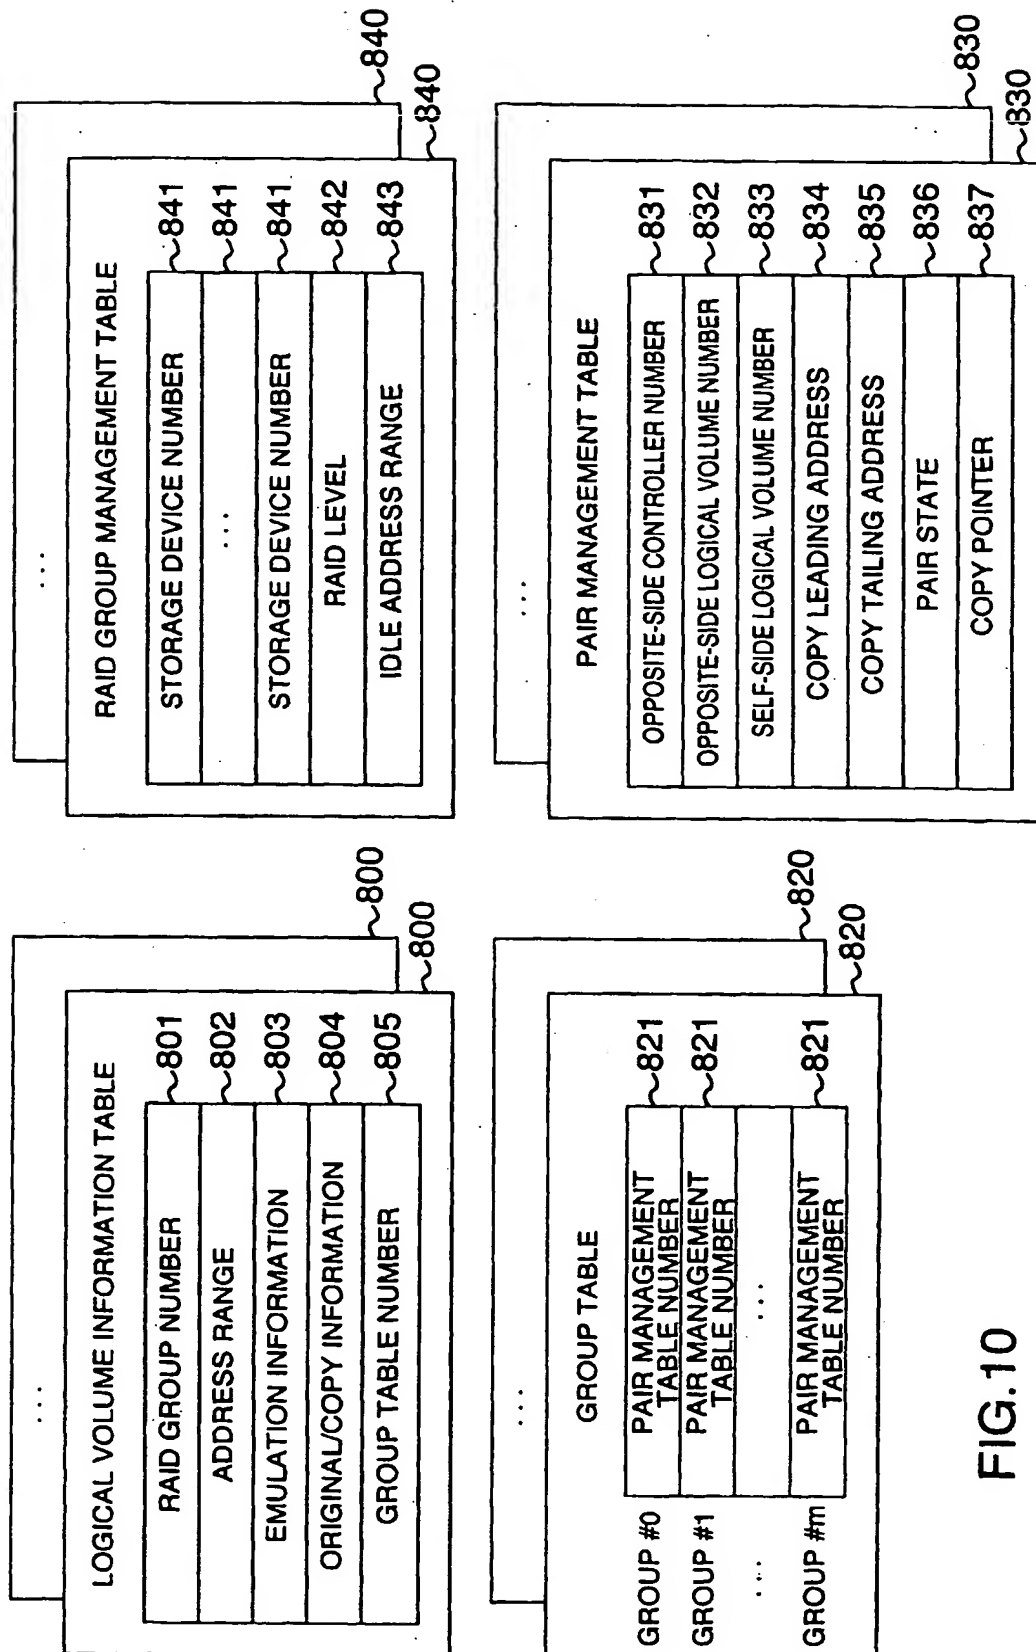 ...
LOGICAL VOLUME INFORMATION TABLE
RAID GROUP NUMBER 801
ADDRESS RANGE 802
EMULATION INFORMATION 803
ORIGINAL/COPY INFORMATION 804
GROUP TABLE NUMBER 805
800
800
...
RAID GROUP MANAGEMENT TABLE
STORAGE DEVICE NUMBER 841
... 841
STORAGE DEVICE NUMBER 841
RAID LEVEL 842
IDLE ADDRESS RANGE 843
840
840
...
GROUP TABLE
GROUP #0 PAIR MANAGEMENT
TABLE NUMBER 821
GROUP #1 PAIR MANAGEMENT
TABLE NUMBER 821
... ...
GROUP #m PAIR MANAGEMENT
TABLE NUMBER 821
820
820
...
PAIR MANAGEMENT TABLE
OPPOSITE-SIDE CONTROLLER NUMBER 831
OPPOSITE-SIDE LOGICAL VOLUME NUMBER 832
SELF-SIDE LOGICAL VOLUME NUMBER 833
COPY LEADING ADDRESS 834
COPY TAILING ADDRESS 835
PAIR STATE 836
COPY POINTER 837
830
830
FIG.10